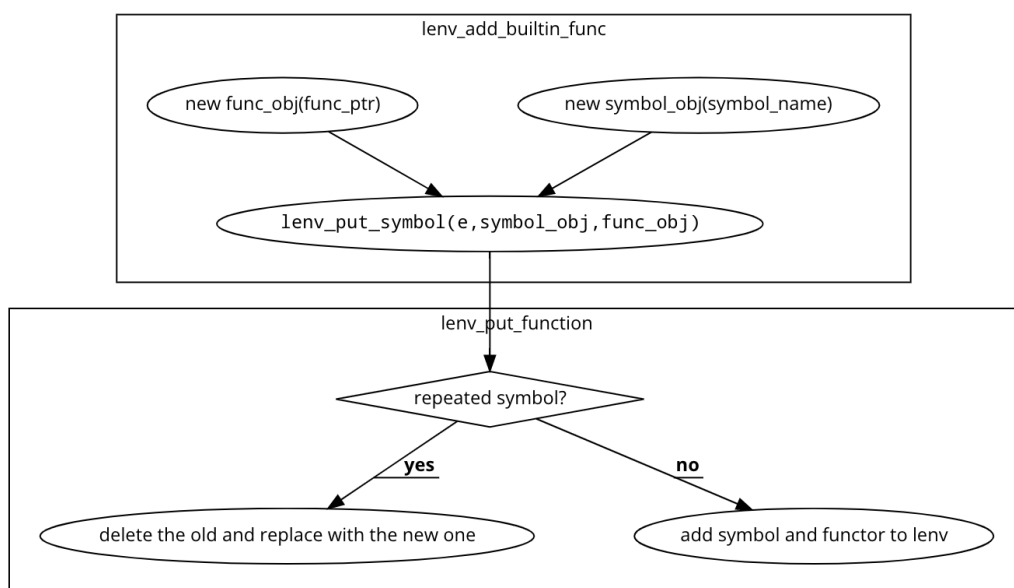 lenv_add_builtin_func
new func_obj(func_ptr)
new symbol_obj(symbol_name)
lenv_put_symbol(e,symbol_obj,func_obj)
lenv_put_function
repeated symbol?
yes
no
delete the old and replace with the new one
add symbol and functor to lenv